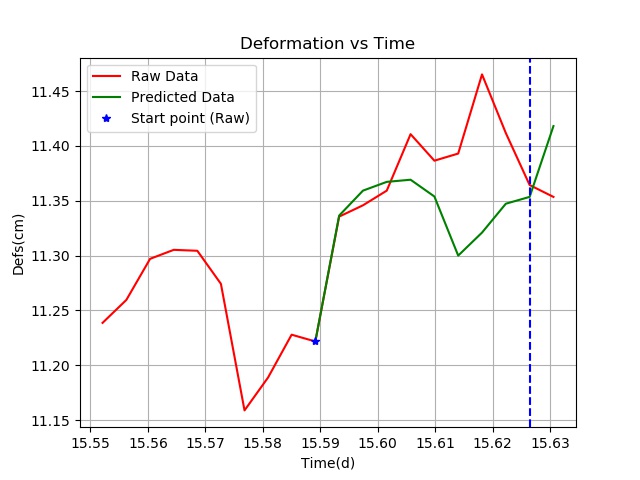 Deformation vs Time
Raw Data
Predicted Data
Start point (Raw)
11.45
11.40
11.35
11.30
11.25
11.20
11.15
Defs(cm)
15.55 15.56 15.57 15.58 15.59 15.60 15.61 15.62 15.63
Time(d)